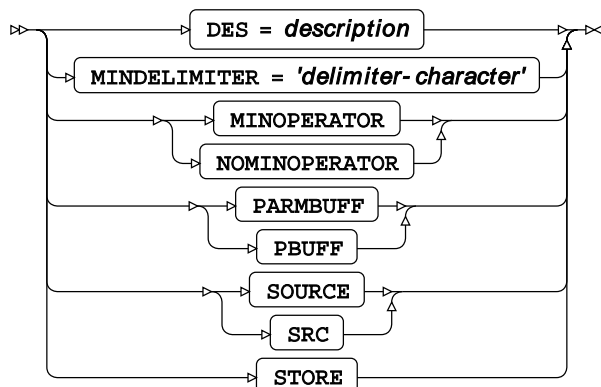 DES = description
MINDELIMITER = 'delimiter-character'
MINOPERATOR
NOMINOPERATOR
PARMBUFF
PBUFF
SOURCE
SRC
STORE